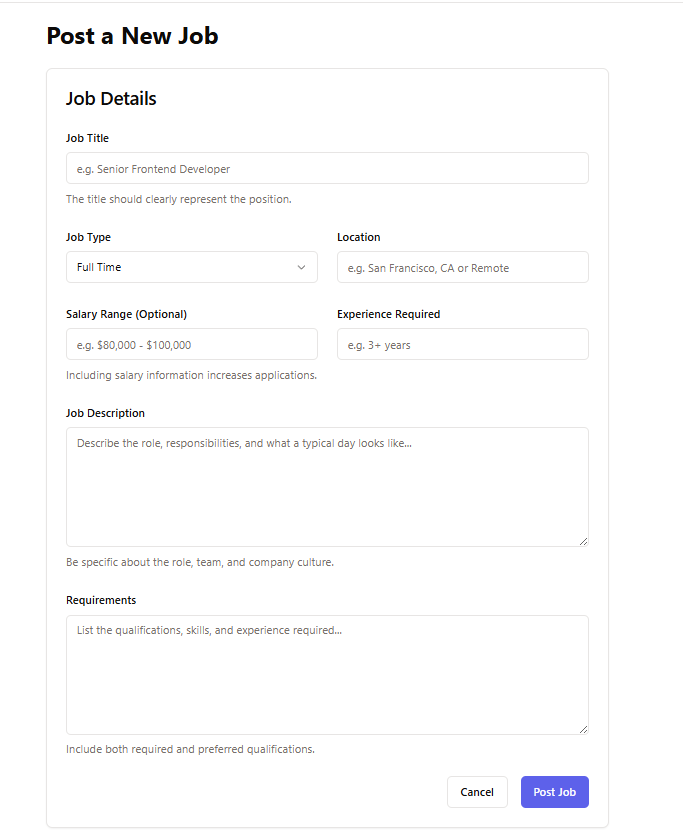 Post a New Job
Job Details
Job Title
e.g. Senior Frontend Developer
The title should clearly represent the position.
Job Type
Location
Full Time
e.g. San Francisco, CA or Remote
Salary Range (Optional)
Experience Required
e.g. $80,000 - $100,000
e.g. 3+ years
Including salary information increases applications.
Job Description
Describe the role, responsibilities, and what a typical day looks like...
Be specific about the role, team, and company culture.
Requirements
List the qualifications, skills, and experience required...
Include both required and preferred qualifications.
Cancel
Post Job